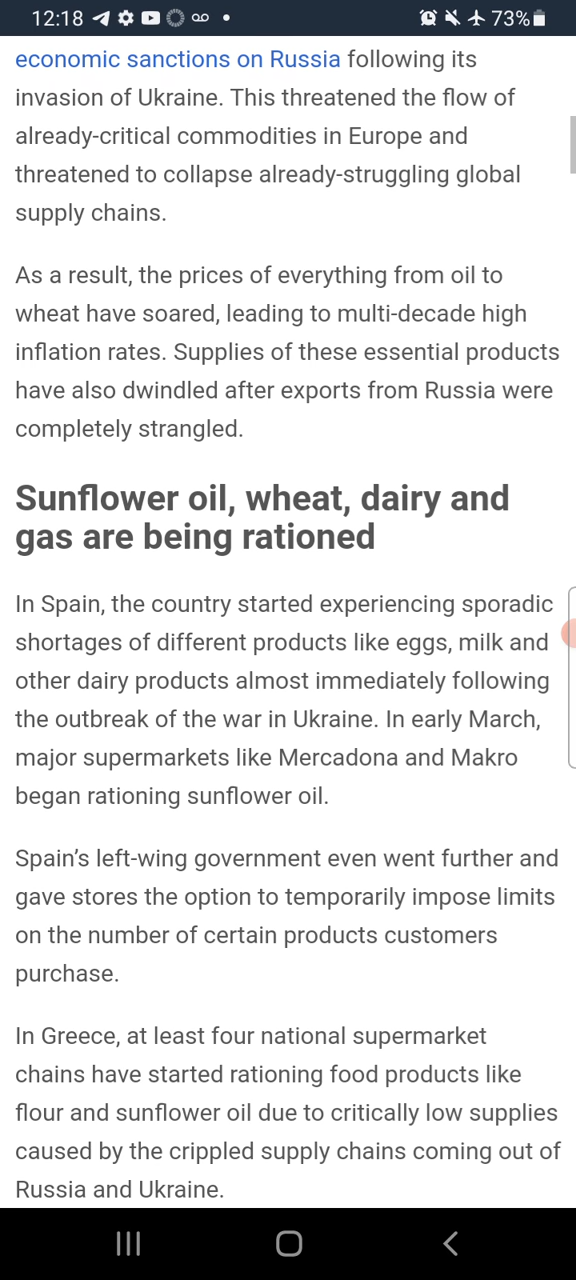 12:18 73%
economic sanctions on Russia following its
invasion of Ukraine. This threatened the flow of
already-critical commodities in Europe and
threatened to collapse already-struggling global
supply chains.
As a result, the prices of everything from oil to
wheat have soared, leading to multi-decade high
inflation rates. Supplies of these essential products
have also dwindled after exports from Russia were
completely strangled.
Sunflower oil, wheat, dairy and
gas are being rationed
In Spain, the country started experiencing sporadic
shortages of different products like eggs, milk and
other dairy products almost immediately following
the outbreak of the war in Ukraine. In early March,
major supermarkets like Mercadona and Makro
began rationing sunflower oil.
Spain’s left-wing government even went further and
gave stores the option to temporarily impose limits
on the number of certain products customers
purchase.
In Greece, at least four national supermarket
chains have started rationing food products like
flour and sunflower oil due to critically low supplies
caused by the crippled supply chains coming out of
Russia and Ukraine.